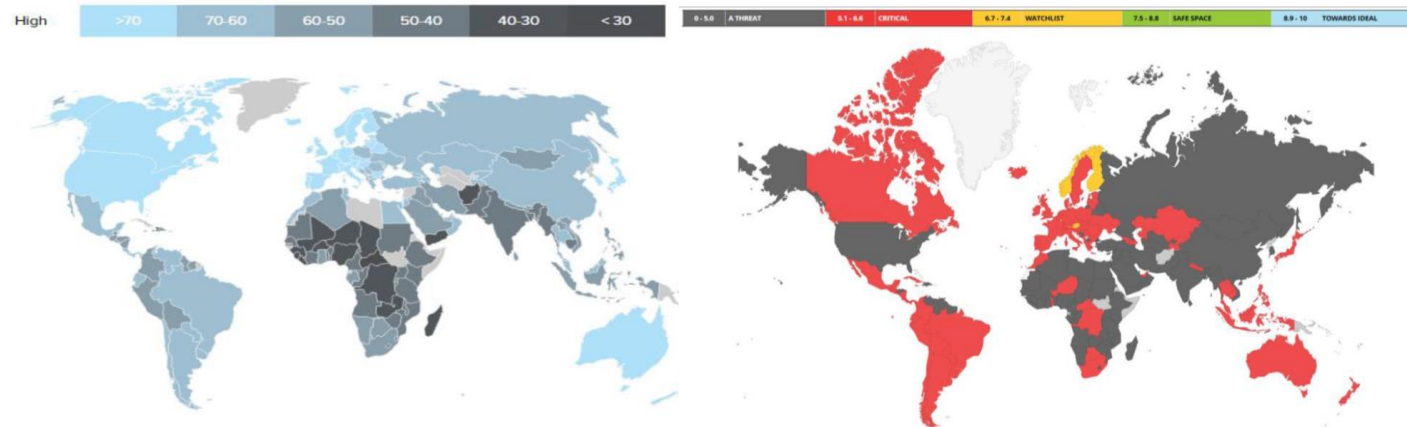 High >70 70-60 60-50 50-40 40-30 < 30
0 - 5.0 A THREAT 5.1 - 6.6 CRITICAL 6.7 - 7.4 WATCHLIST 7.5 - 8.8 SAFE SPACE 8.9 - 10 TOWARDS IDEAL